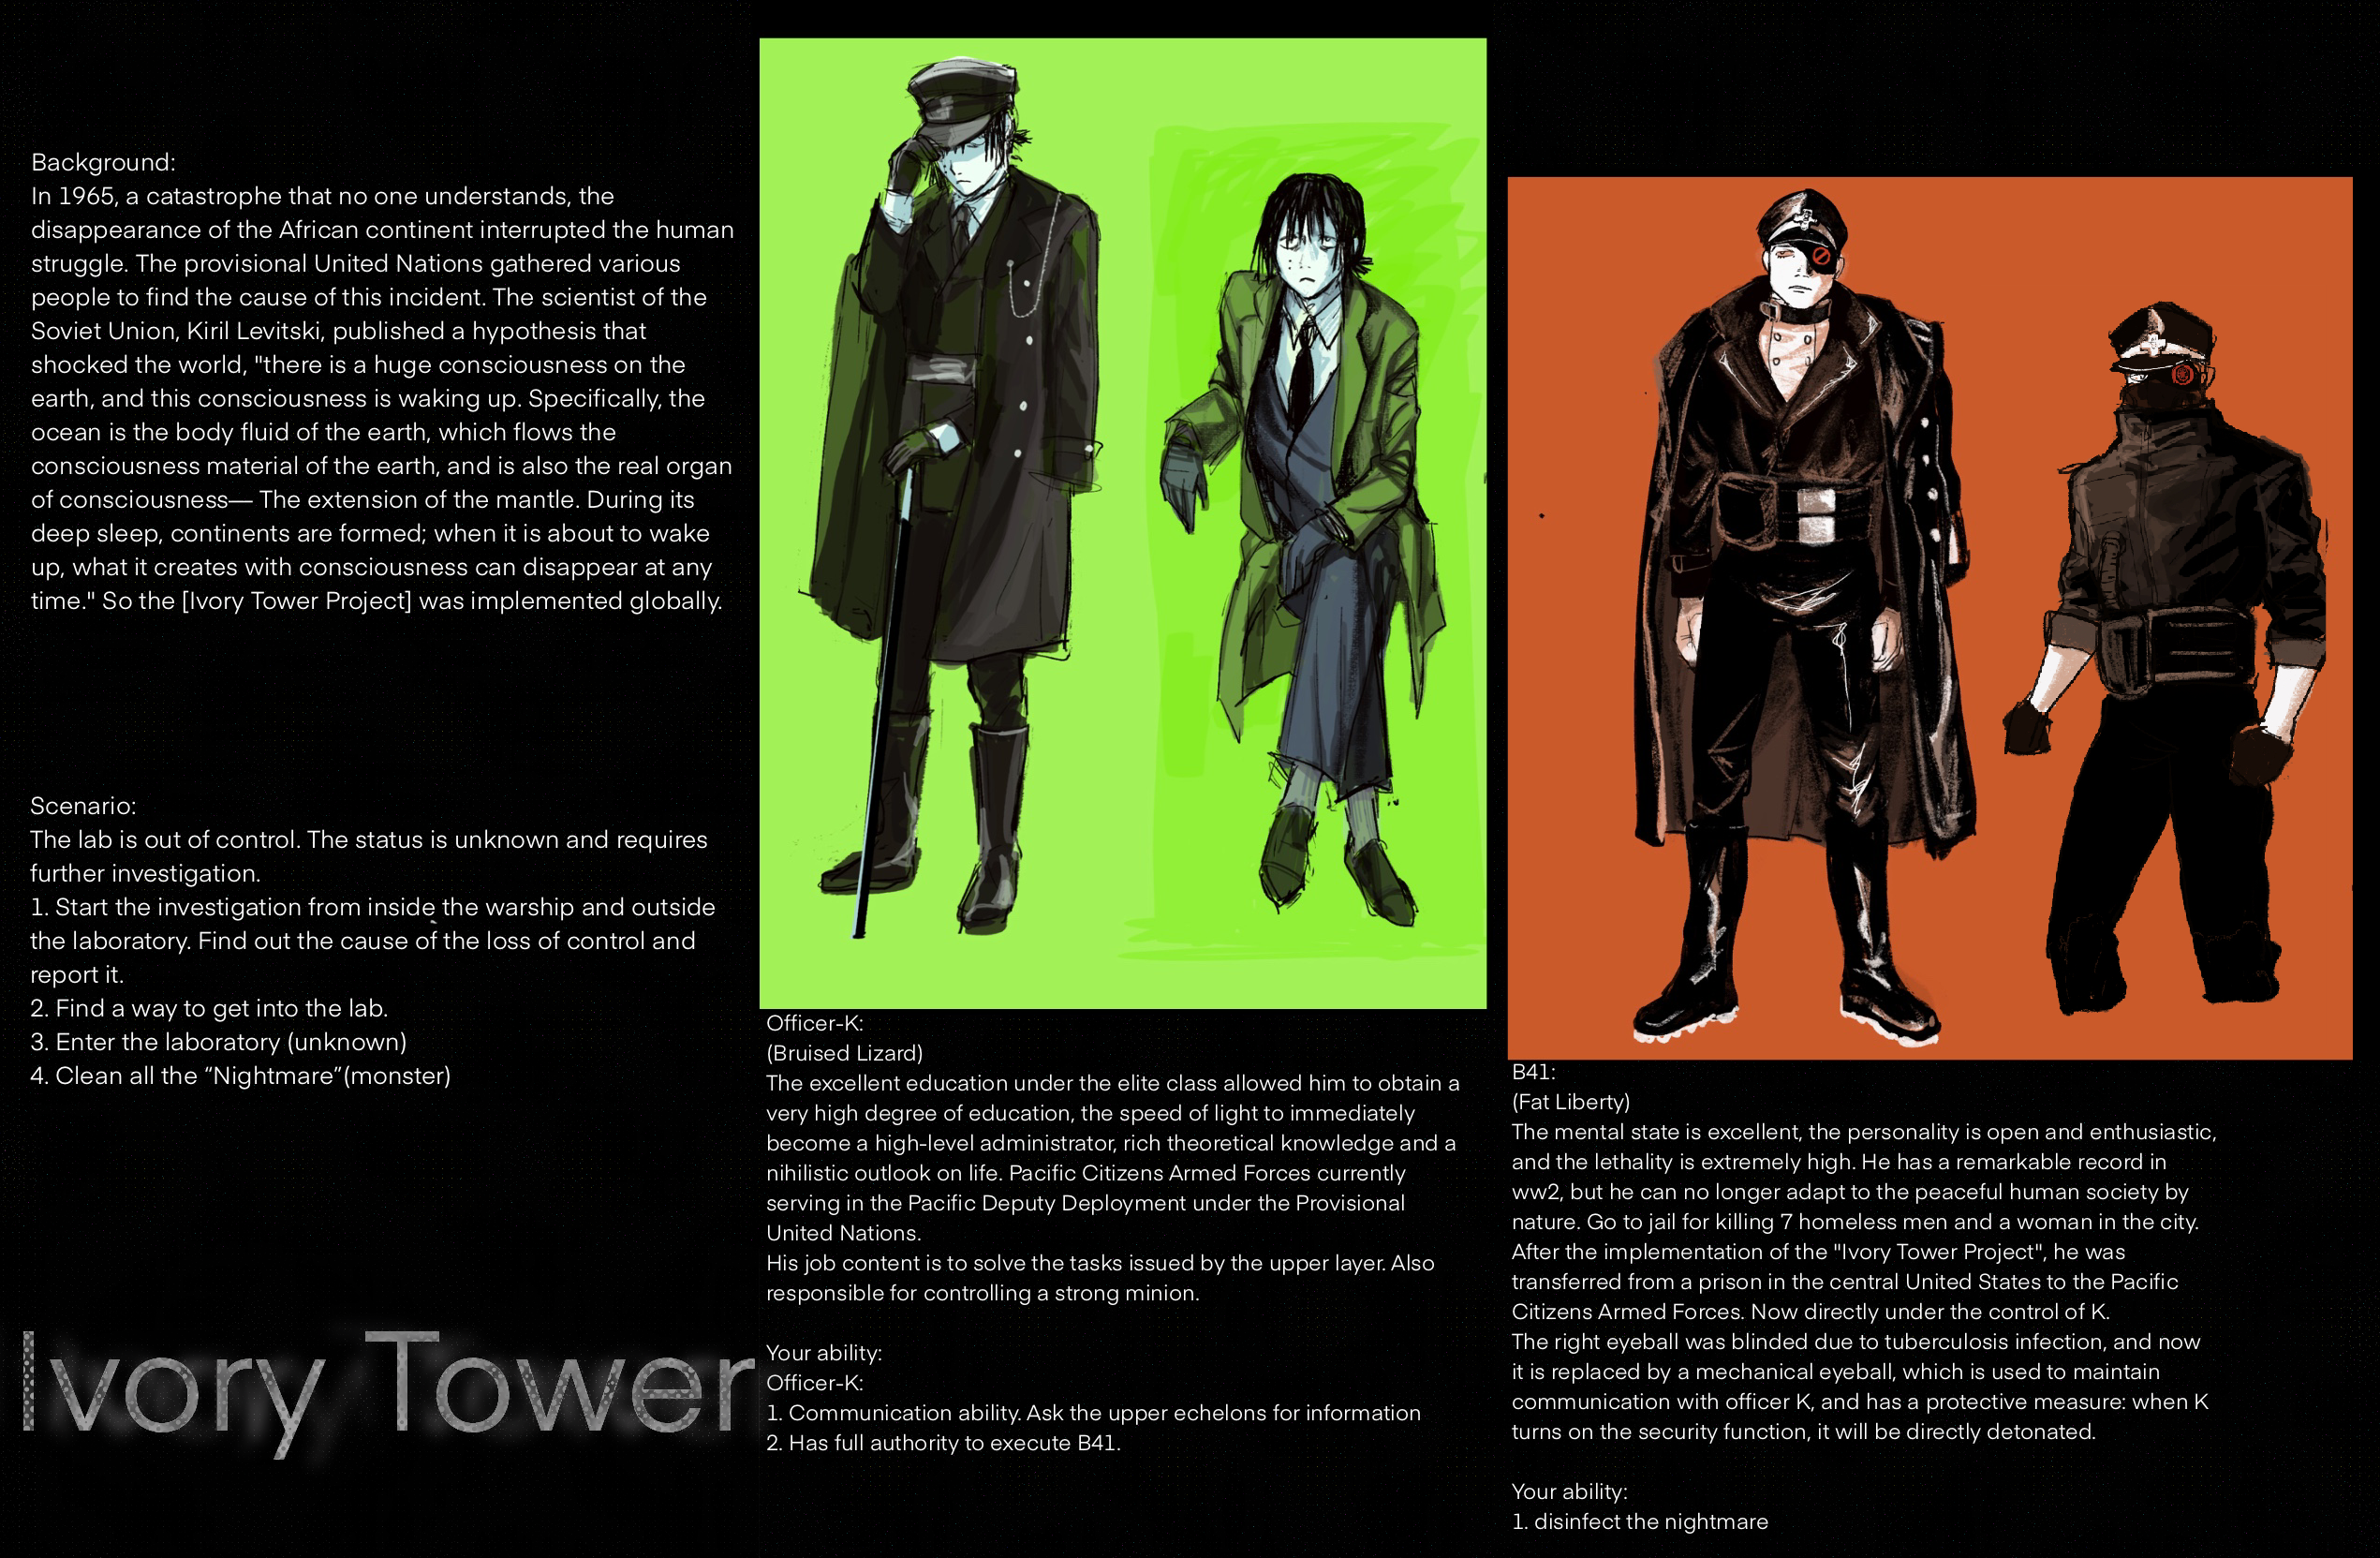 Background:
In 1965, a catastrophe that no one understands, the
disappearance of the African continent interrupted the human
struggle. The provisional United Nations gathered various
people to find the cause of this incident. The scientist of the
Soviet Union, Kiril Levitski, published a hypothesis that
shocked the world, "there is a huge consciousness on the
earth, and this consciousness is waking up. Specifically, the
ocean is the body fluid of the earth, which flows the
consciousness material of the earth, and is also the real organ
of consciousness— The extension of the mantle. During its
deep sleep, continents are formed; when it is about to wake
up, what it creates with consciousness can disappear at any
time." So the [Ivory Tower Project] was implemented globally.
Scenario:
The lab is out of control. The status is unknown and requires
further investigation.
1. Start the investigation from inside the warship and outside
the laboratory. Find out the cause of the loss of control and
report it.
2. Find a way to get into the lab.
3. Enter the laboratory (unknown)
4. Clean all the “Nightmare”(monster)
Ivory Tower
Officer-K:
(Bruised Lizard)
The excellent education under the elite class allowed him to obtain a
very high degree of education, the speed of light to immediately
become a high-level administrator, rich theoretical knowledge and a
nihilistic outlook on life. Pacific Citizens Armed Forces currently
serving in the Pacific Deputy Deployment under the Provisional
United Nations.
His job content is to solve the tasks issued by the upper layer. Also
responsible for controlling a strong minion.
Your ability:
Officer-K:
1. Communication ability. Ask the upper echelons for information
2. Has full authority to execute B41.
B41:
(Fat Liberty)
The mental state is excellent, the personality is open and enthusiastic,
and the lethality is extremely high. He has a remarkable record in
ww2, but he can no longer adapt to the peaceful human society by
nature. Go to jail for killing 7 homeless men and a woman in the city.
After the implementation of the "Ivory Tower Project", he was
transferred from a prison in the central United States to the Pacific
Citizens Armed Forces. Now directly under the control of K.
The right eyeball was blinded due to tuberculosis infection, and now
it is replaced by a mechanical eyeball, which is used to maintain
communication with officer K, and has a protective measure: when K
turns on the security function, it will be directly detonated.
Your ability:
1. disinfect the nightmare